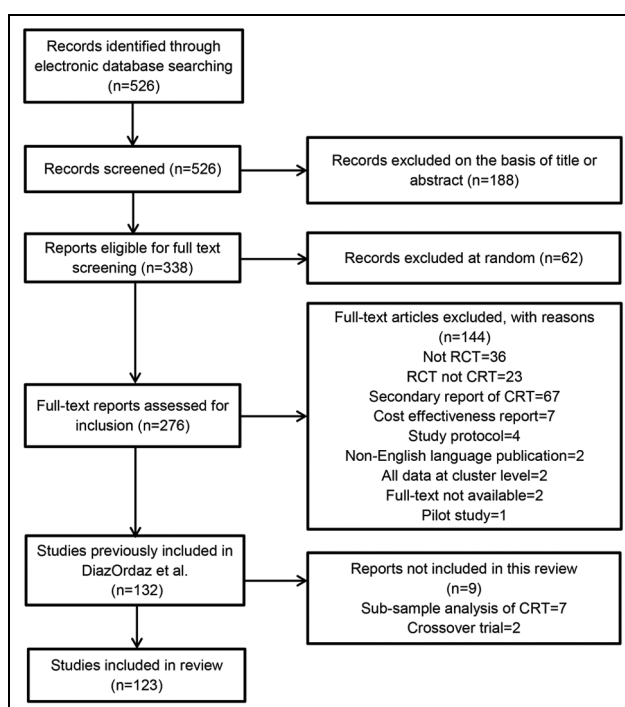 Records identified through
electronic database searching
(n=526)
Records screened (n=526)
Records excluded on the basis of title or
abstract (n=188)
Reports eligible for full text
screening (n=338)
Records excluded at random (n=62)
Full-text articles excluded, with reasons
(n=144)
Not RCT=36
RCT not CRT=23
Secondary report of CRT=67
Cost effectiveness report=7
Study protocol=4
Non-English language publication=2
All data at cluster level=2
Full-text not available=2
Pilot study=1
Full-text reports assessed for
inclusion (n=276)
Studies previously included in
DiazOrdaz et al.
(n=132)
Reports not included in this review
(n=9)
Sub-sample analysis of CRT=7
Crossover trial=2
Studies included in review
(n=123)